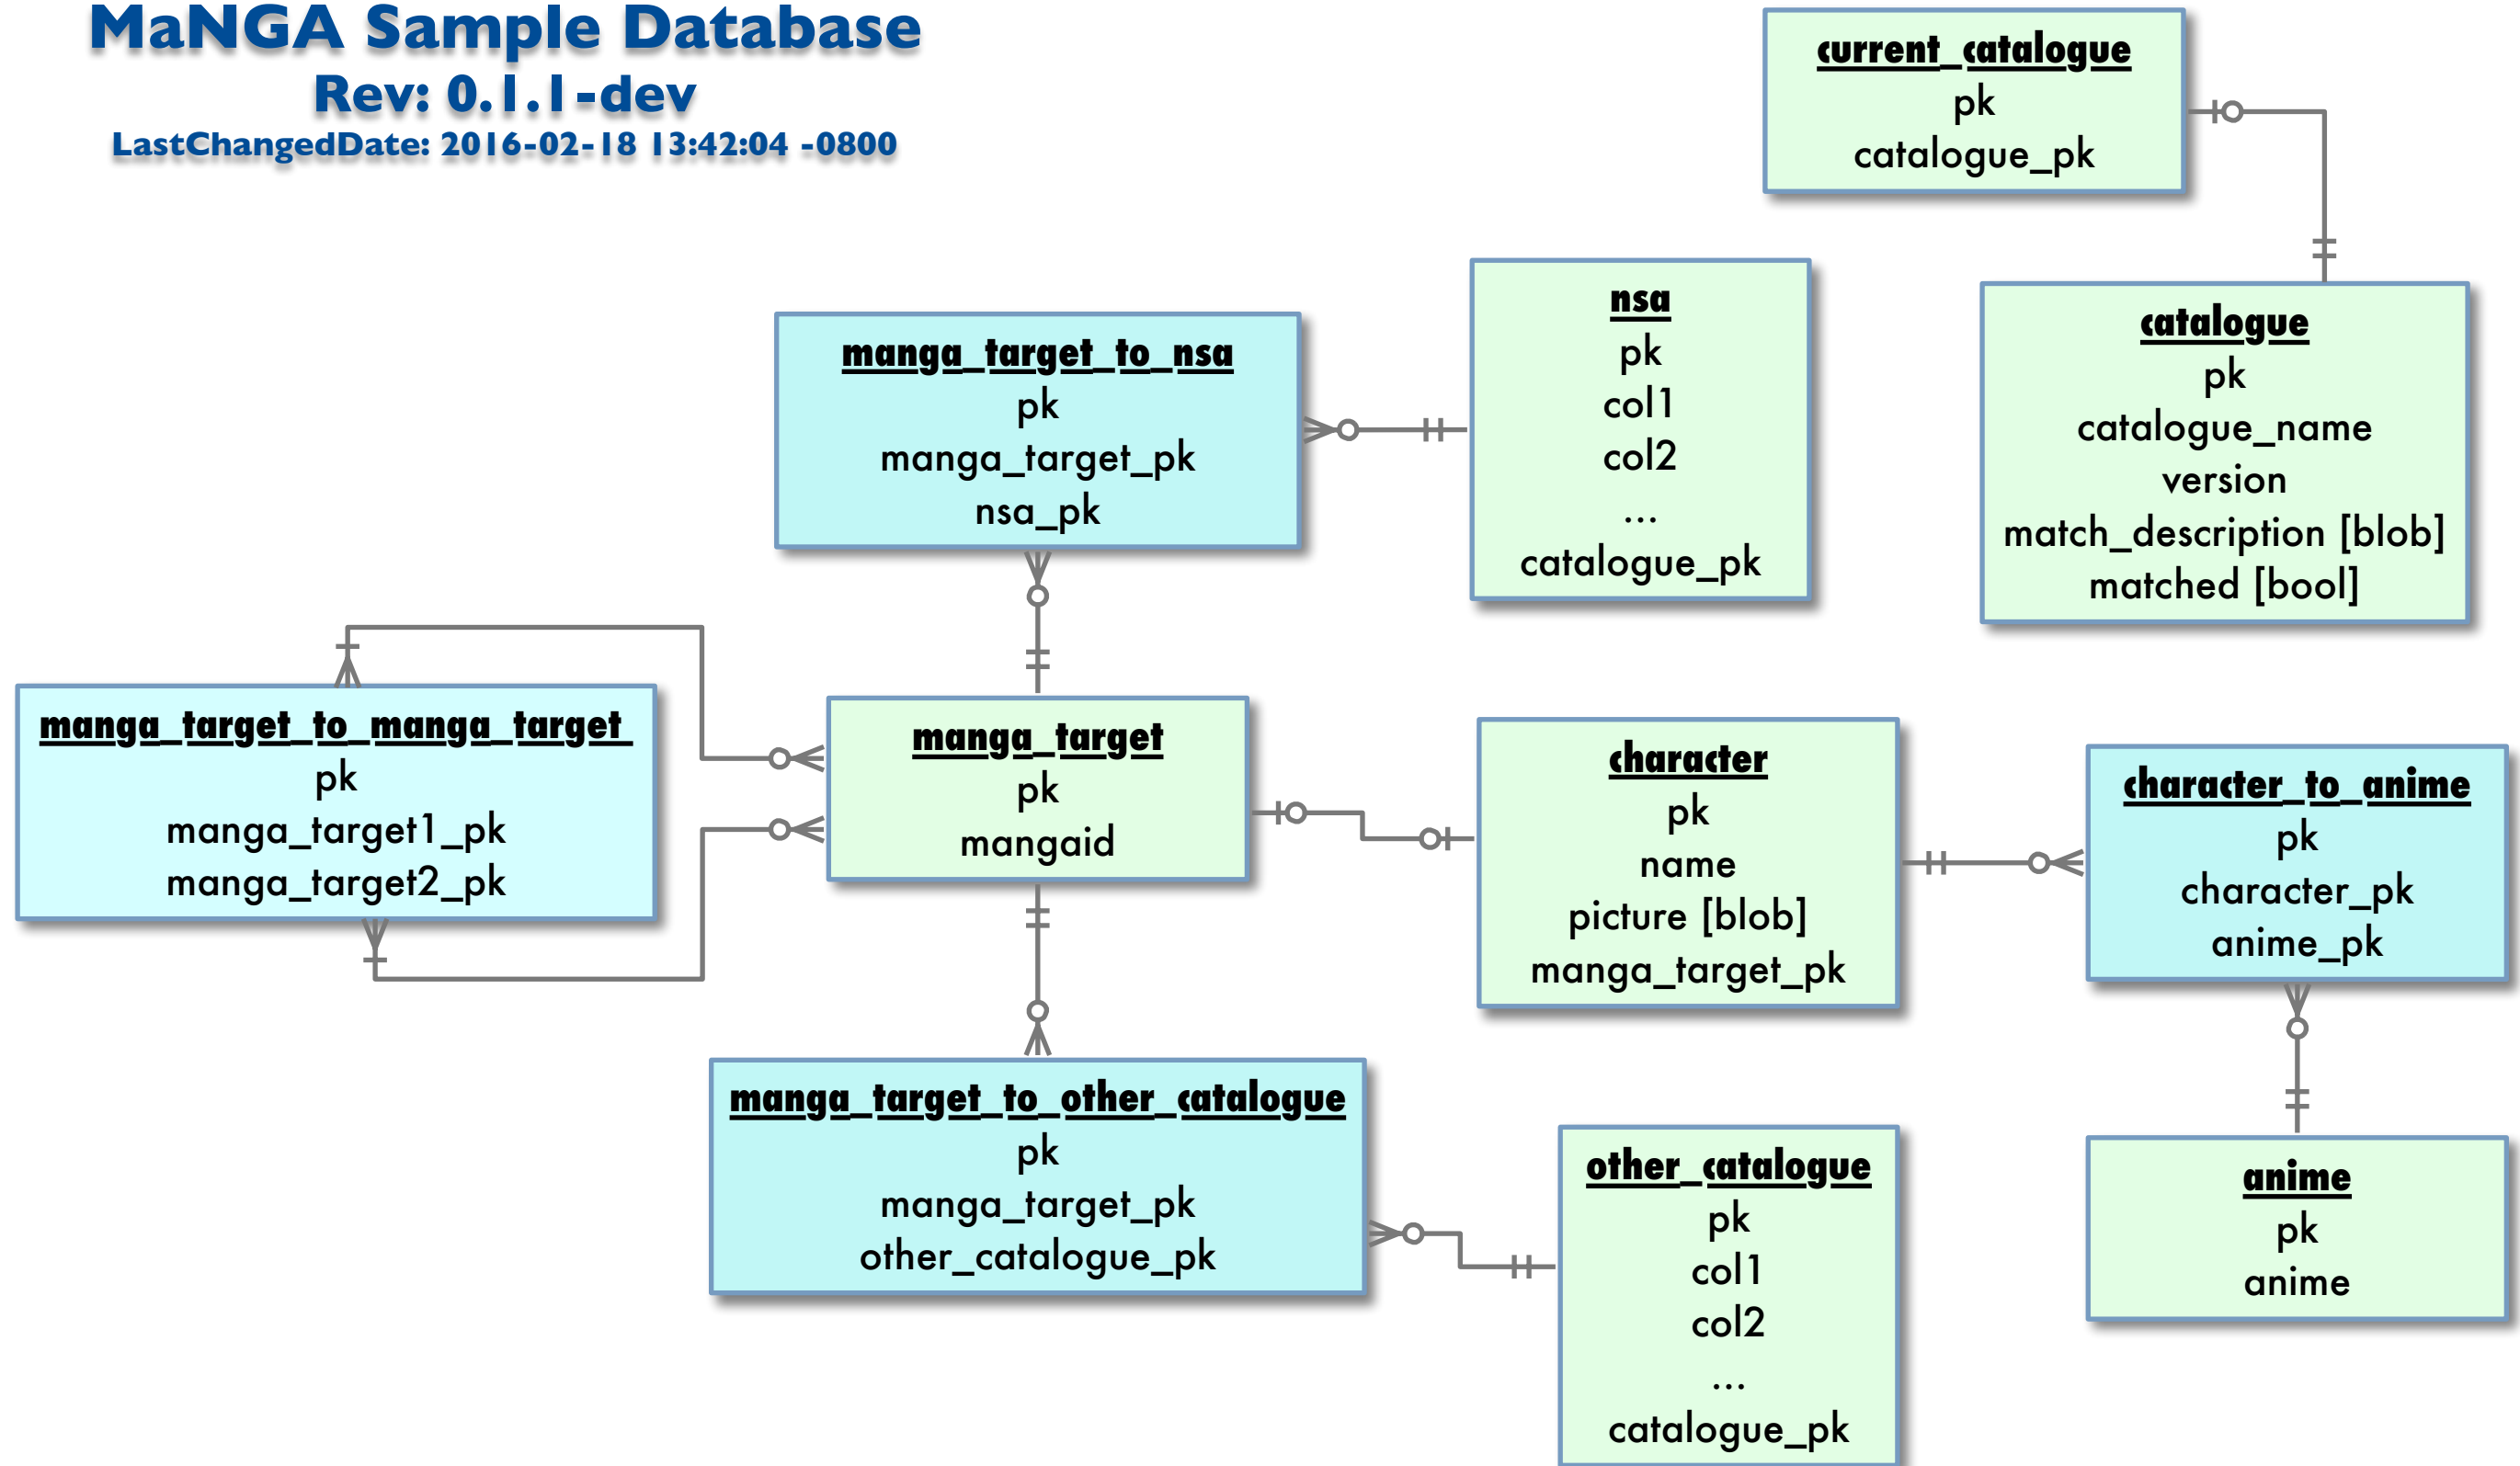 MaNGA Sample Database
Rev: 0.1.1-dev
LastChangedDate: 2016-02-18 13:42:04 -0800
current_catalogue
pk
catalogue_pk
nsa
pk
col1
col2
...
catalogue_pk
catalogue
pk
catalogue_name
version
match_description [blob]
matched [bool]
manga_target_to_nsa
pk
manga_target_pk
nsa_pk
manga_target_to_manga_target
pk
manga_target1_pk
manga_target2_pk
manga_target
pk
mangaid
character
pk
name
picture [blob]
manga_target_pk
character_to_anime
pk
character_pk
anime_pk
manga_target_to_other_catalogue
pk
manga_target_pk
other_catalogue_pk
other_catalogue
pk
col1
col2
...
catalogue_pk
anime
pk
anime